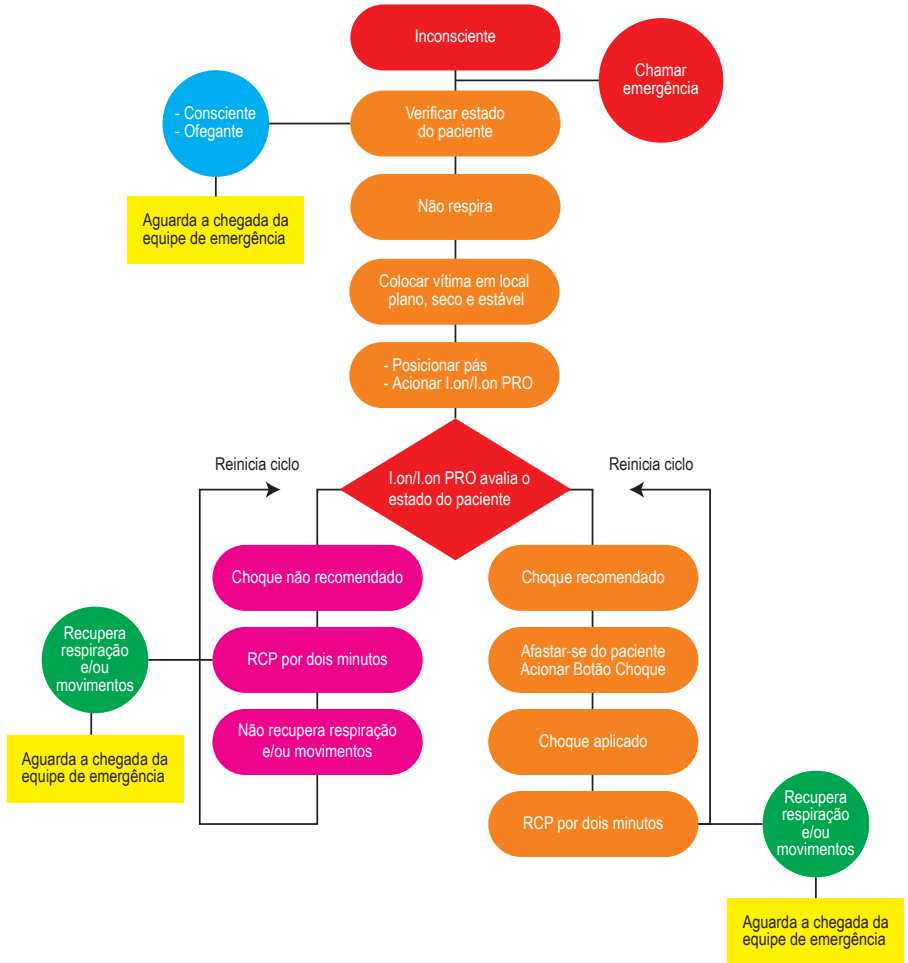 Inconsciente
Chamar
emergência
- Consciente
- Ofegante
Verificar estado
do paciente
Aguarda a chegada da
equipe de emergência
Não respira
Colocar vítima em local
plano, seco e estável
- Posicionar pás
- Acionar I.on/I.on PRO
I.on/I.on PRO avalia o
estado do paciente
Reinicia ciclo
Reinicia ciclo
Choque não recomendado
RCP por dois minutos
Recupera
respiração
e/ou
movimentos
Não recupera respiração
e/ou movimentos
Aguarda a chegada da
equipe de emergência
Choque recomendado
Afastar-se do paciente
Acionar Botão Choque
Choque aplicado
RCP por dois minutos
Recupera
respiração
e/ou
movimentos
Aguarda a chegada da
equipe de emergência